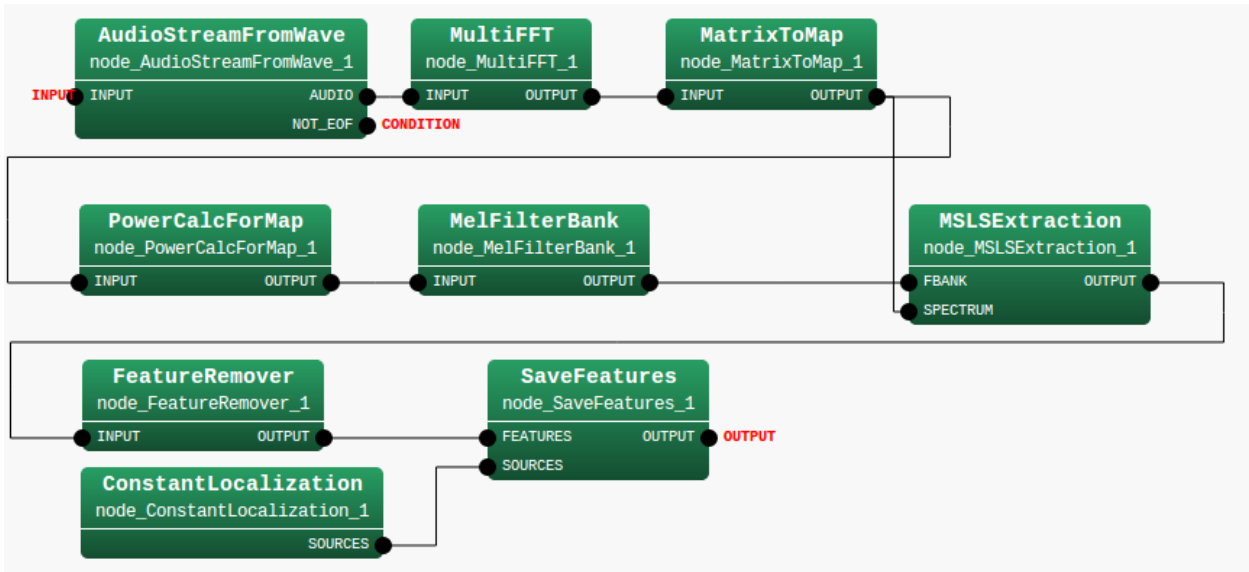 AudioStreamFromWave MultiFFT MatrixToMap
node_AudioStreamFromWave_1 node_MultiFFT_1 node_MatrixToMap_1
INPUT INPUT AUDIO INPUT OUTPUT INPUT OUTPUT
NOT_EOF CONDITION
PowerCalcForMap MelFilterBank MSLSExtraction
node_PowerCalcForMap_1 node_MelFilterBank_1 node_MSLSExtraction_1
INPUT OUTPUT INPUT OUTPUT FBANK OUTPUT
SPECTRUM
FeatureRemover SaveFeatures
node_FeatureRemover_1 node_SaveFeatures_1
INPUT OUTPUT FEATURES OUTPUT OUTPUT
SOURCES
ConstantLocalization
node_ConstantLocalization_1
SOURCES